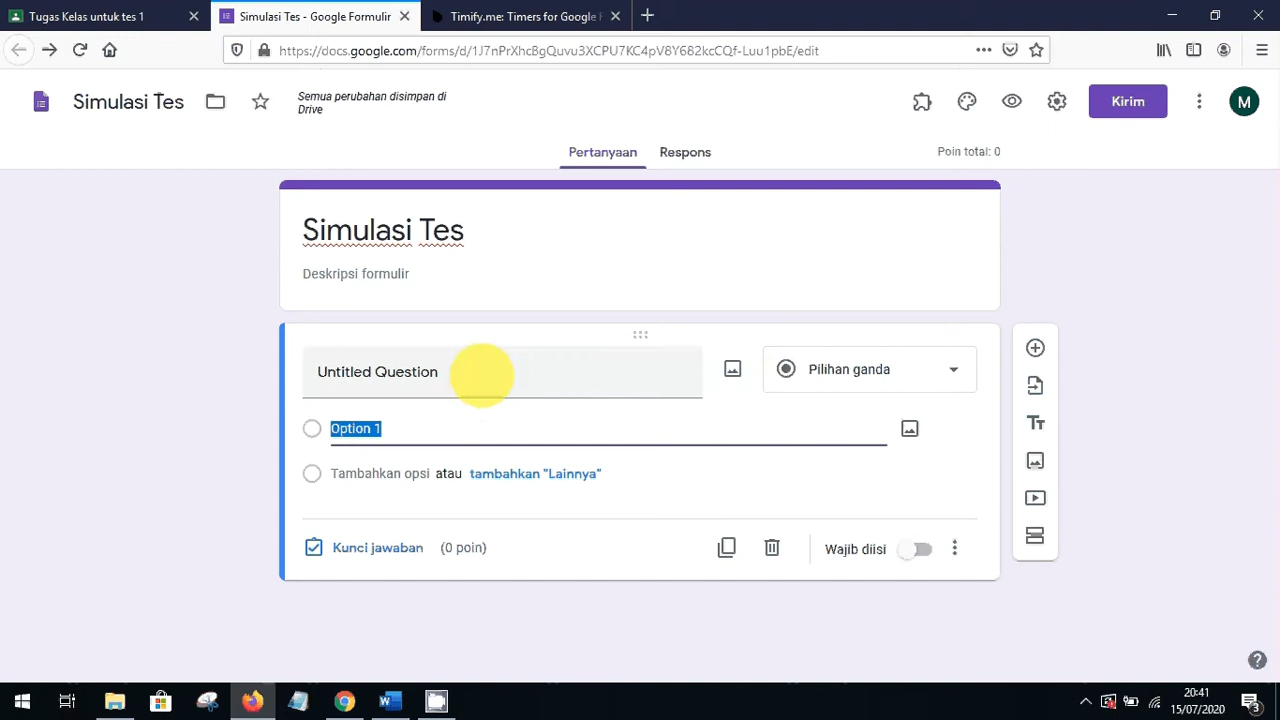 Tugas Kelas untuk tes 1
Simulasi Tes - Google Formulir
Timify.me: Timers for Google F
https://docs.google.com/forms/d/1J7nPrXhcBgQuvu3XCPU7KC4pV8Y682kcCQf-Luu1pbE/edit
Simulasi Tes
Semua perubahan disimpan di
Drive
Kirim
M
Pertanyaan
Respons
Poin total: 0
Simulasi Tes
Deskripsi formulir
Untitled Question
Pilihan ganda
Option 1
Tambahkan opsi atau tambahkan "Lainnya"
Kunci jawaban (0 poin)
Wajib diisi
20:41
15/07/2020
3